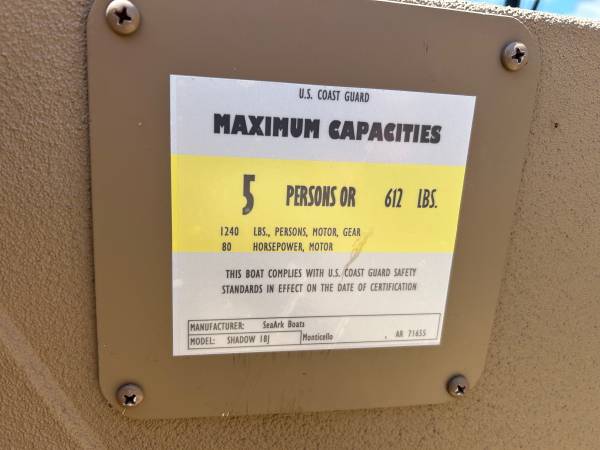 U.S. COAST GUARD
MAXIMUM CAPACITIES
5 PERSONS OR 612 LBS.
1240 LBS., PERSONS, MOTOR, GEAR
80 HORSEPOWER, MOTOR
THIS BOAT COMPLIES WITH U.S. COAST GUARD SAFETY
STANDARDS IN EFFECT ON THE DATE OF CERTIFICATION
MANUFACTURER: SeaArk Boats
MODEL: SHADOW 18J Monticello , AR 71655